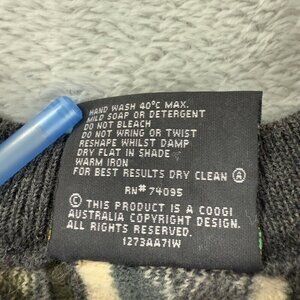 HAND WASH 40°C MAX.
MILD SOAP OR DETERGENT
DO NOT BLEACH
DO NOT WRING OR TWIST
RESHAPE WHILST DAMP
DRY FLAT IN SHADE
WARM IRON
FOR BEST RESULTS DRY CLEAN Ⓐ
RN# 74095
© THIS PRODUCT IS A COOGI
AUSTRALIA COPYRIGHT DESIGN.
ALL RIGHTS RESERVED.
1273AA71W